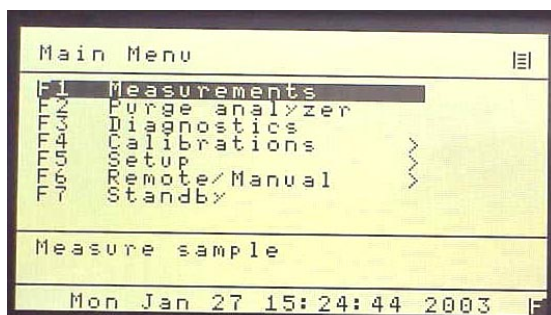 Main Menu
F1 Measurements
F2 Purge analyzer
F3 Diagnostics
F4 Calibrations >
F5 Setup >
F6 Remote/Manual >
F7 Standby
Measure sample
Mon Jan 27 15:24:44 2003